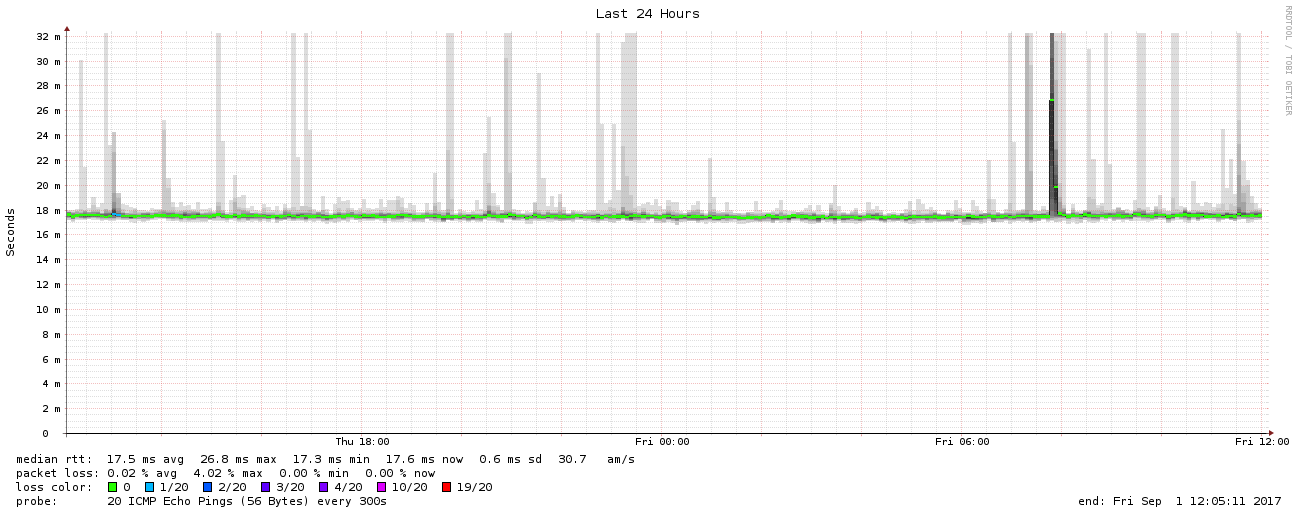 Last 24 Hours
RRDTOOL / TOBI OETIKER
Seconds
32 m
30 m
28 m
26 m
24 m
22 m
20 m
18 m
16 m
14 m
12 m
10 m
8 m
6 m
4 m
2 m
0
Thu 18:00 Fri 00:00 Fri 06:00 Fri 12:00
median rtt: 17.5 ms avg 26.8 ms max 17.3 ms min 17.6 ms now 0.6 ms sd 30.7 am/s
packet loss: 0.02 % avg 4.02 % max 0.00 % min 0.00 % now
loss color: 0 1/20 2/20 3/20 4/20 10/20 19/20
probe: 20 ICMP Echo Pings (56 Bytes) every 300s end: Fri Sep 1 12:05:11 2017